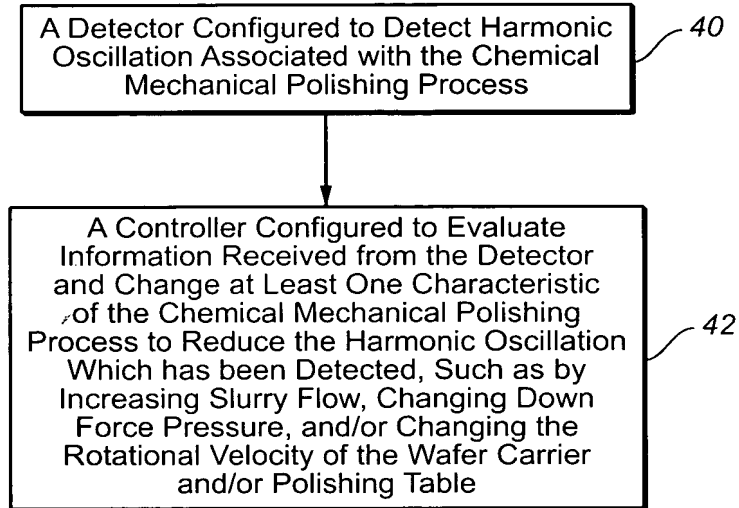 A Detector Configured to Detect Harmonic
Oscillation Associated with the Chemical
Mechanical Polishing Process
40
A Controller Configured to Evaluate
Information Received from the Detector
and Change at Least One Characteristic
of the Chemical Mechanical Polishing
Process to Reduce the Harmonic Oscillation
Which has been Detected, Such as by
Increasing Slurry Flow, Changing Down
Force Pressure, and/or Changing the
Rotational Velocity of the Wafer Carrier
and/or Polishing Table
42